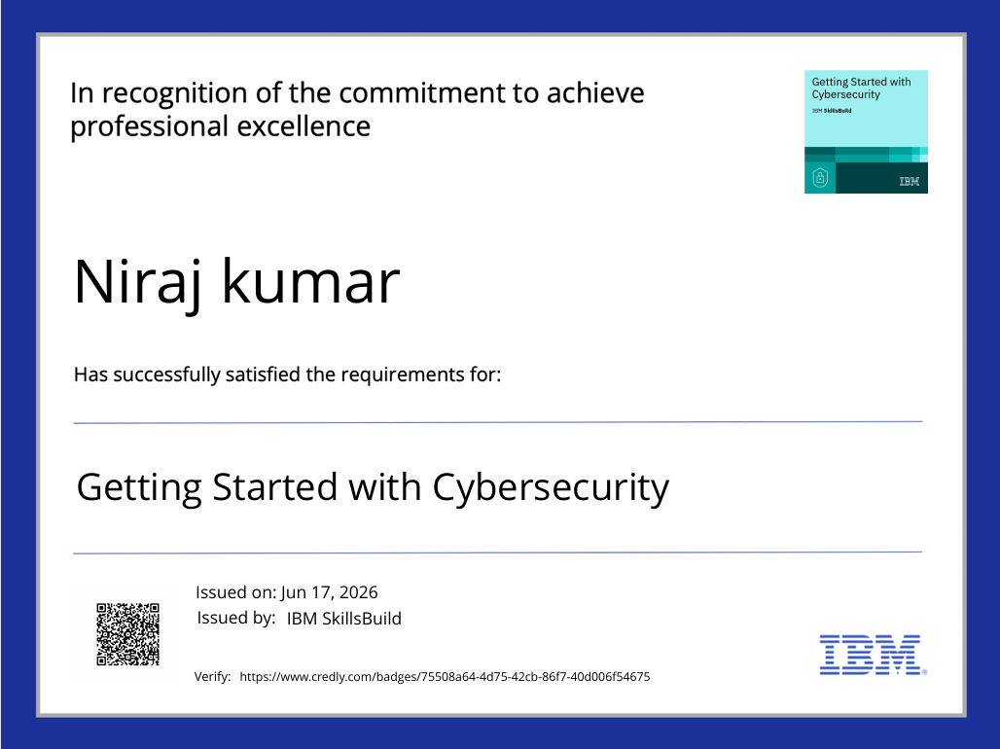 In recognition of the commitment to achieve
professional excellence
Getting Started with
Cybersecurity
IBM SkillsBuild
IBM
Niraj kumar
Has successfully satisfied the requirements for:
Getting Started with Cybersecurity
Issued on: Jun 17, 2026
Issued by: IBM SkillsBuild
Verify: https://www.credly.com/badges/75508a64-4d75-42cb-86f7-40d006f54675
IBM®